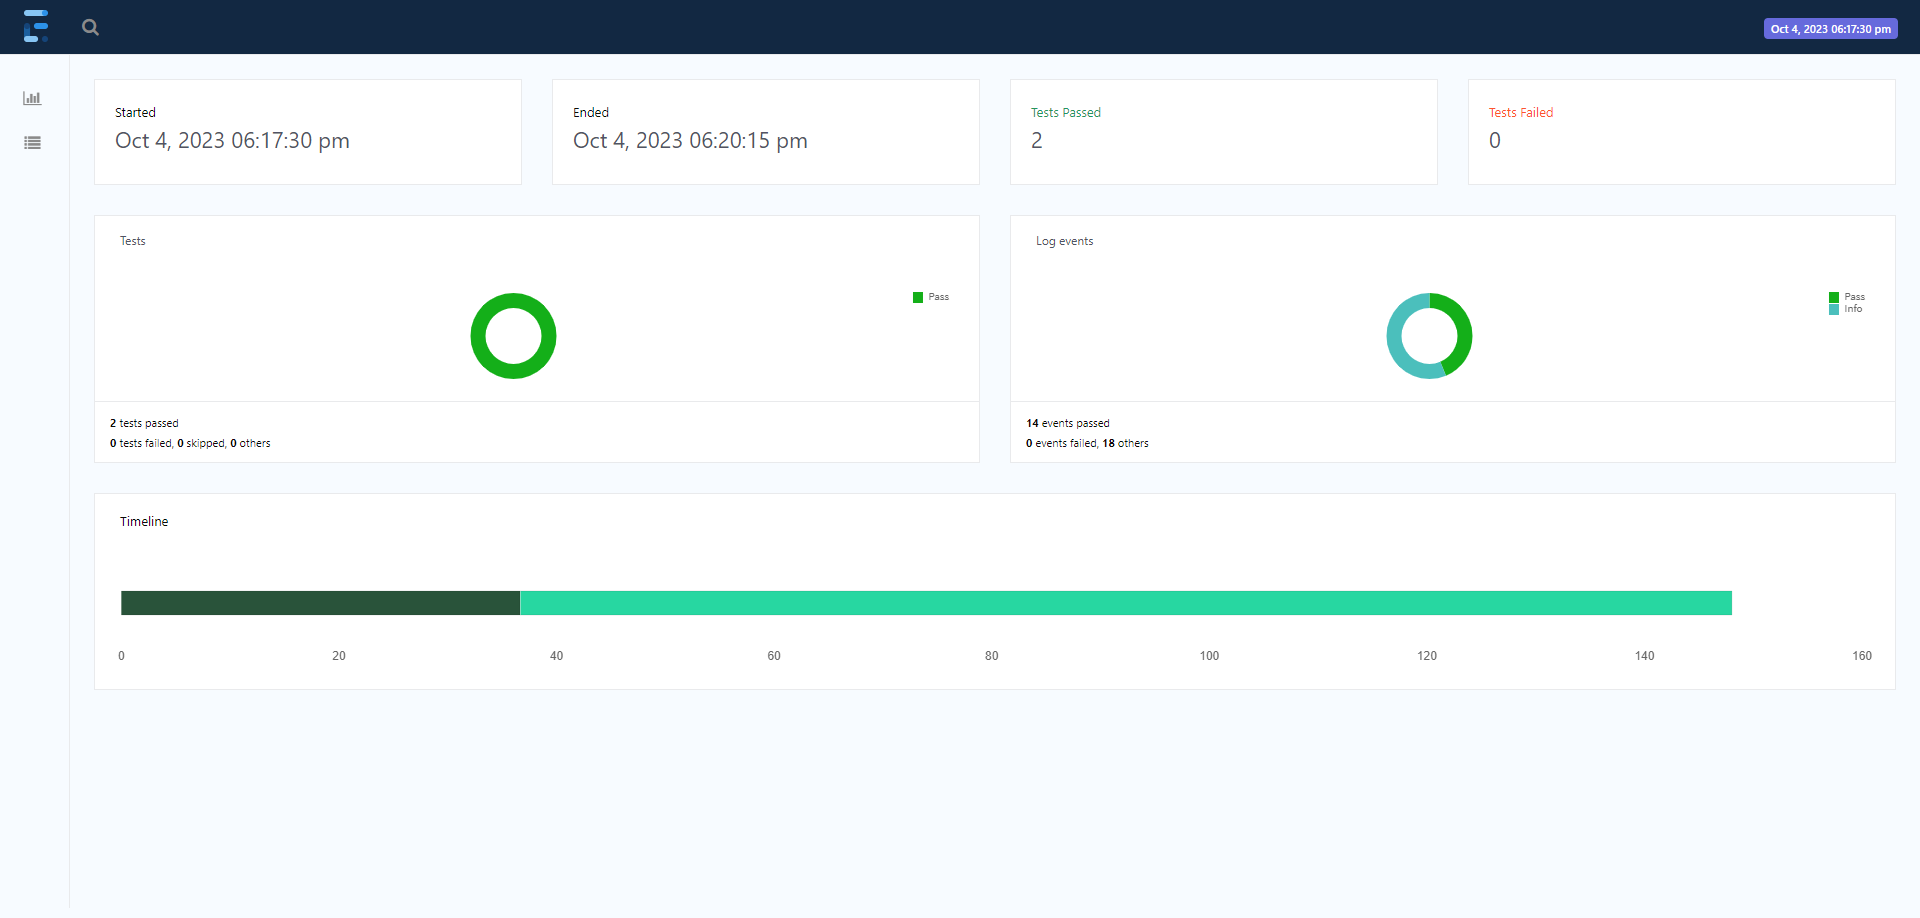 Oct 4, 2023 06:17:30 pm
Started
Oct 4, 2023 06:17:30 pm
Ended
Oct 4, 2023 06:20:15 pm
Tests Passed
2
Tests Failed
0
Tests
Pass
2 tests passed
0 tests failed, 0 skipped, 0 others
Log events
Pass
Info
14 events passed
0 events failed, 18 others
Timeline
0 20 40 60 80 100 120 140 160